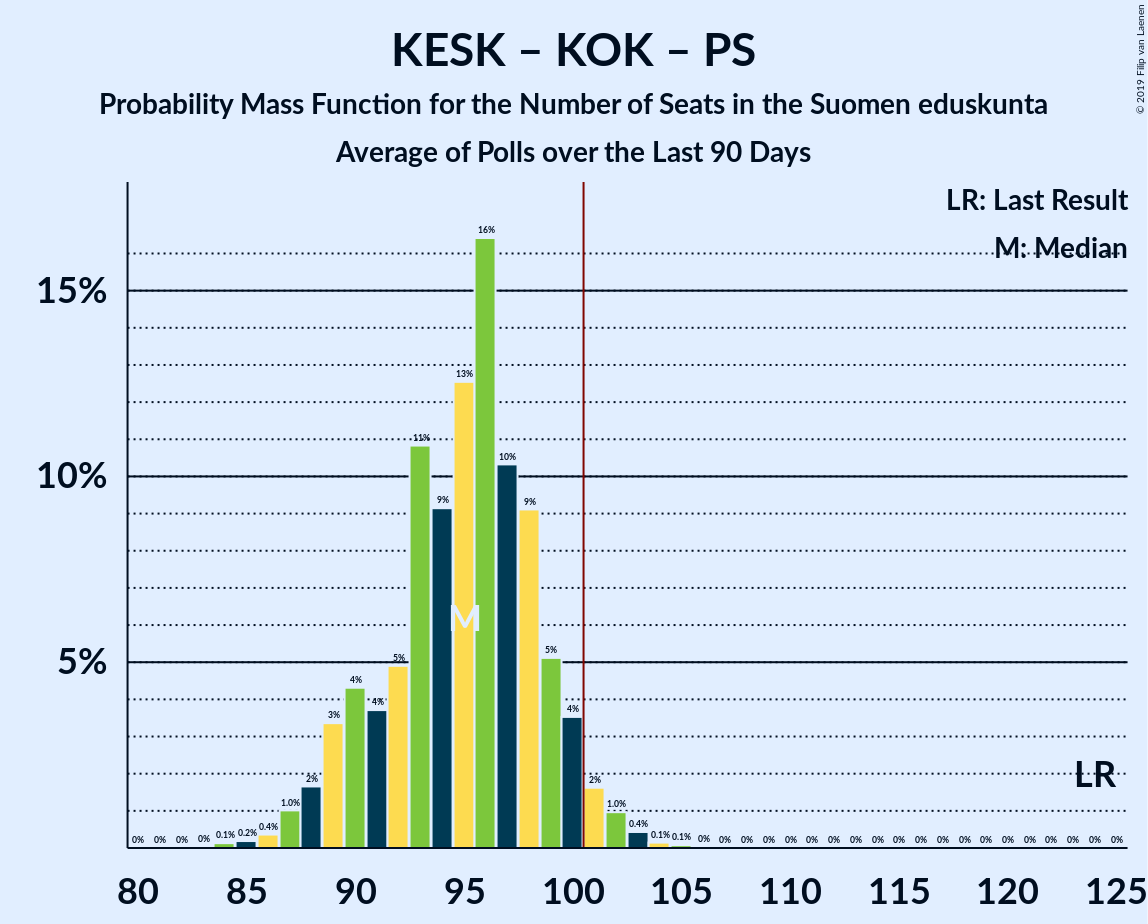 KESK – KOK – PS
Probability Mass Function for the Number of Seats in the Suomen eduskunta
Average of Polls over the Last 90 Days
© 2019 Filip van Laenen
LR: Last Result
M: Median
15%
10%
5%
0% 0% 0% 0% 0.1% 0.2% 0.4% 1.0% 2% 3% 4% 4% 5% 11% 9% 13% 16% 10% 9% 5% 4% 2% 1.0% 0.4% 0.1% 0.1% 0% 0% 0% 0% 0% 0% 0% 0% 0% 0% 0% 0% 0% 0% 0% 0% 0% 0% 0% 0%
M
LR
80 85 90 95 100 105 110 115 120 125